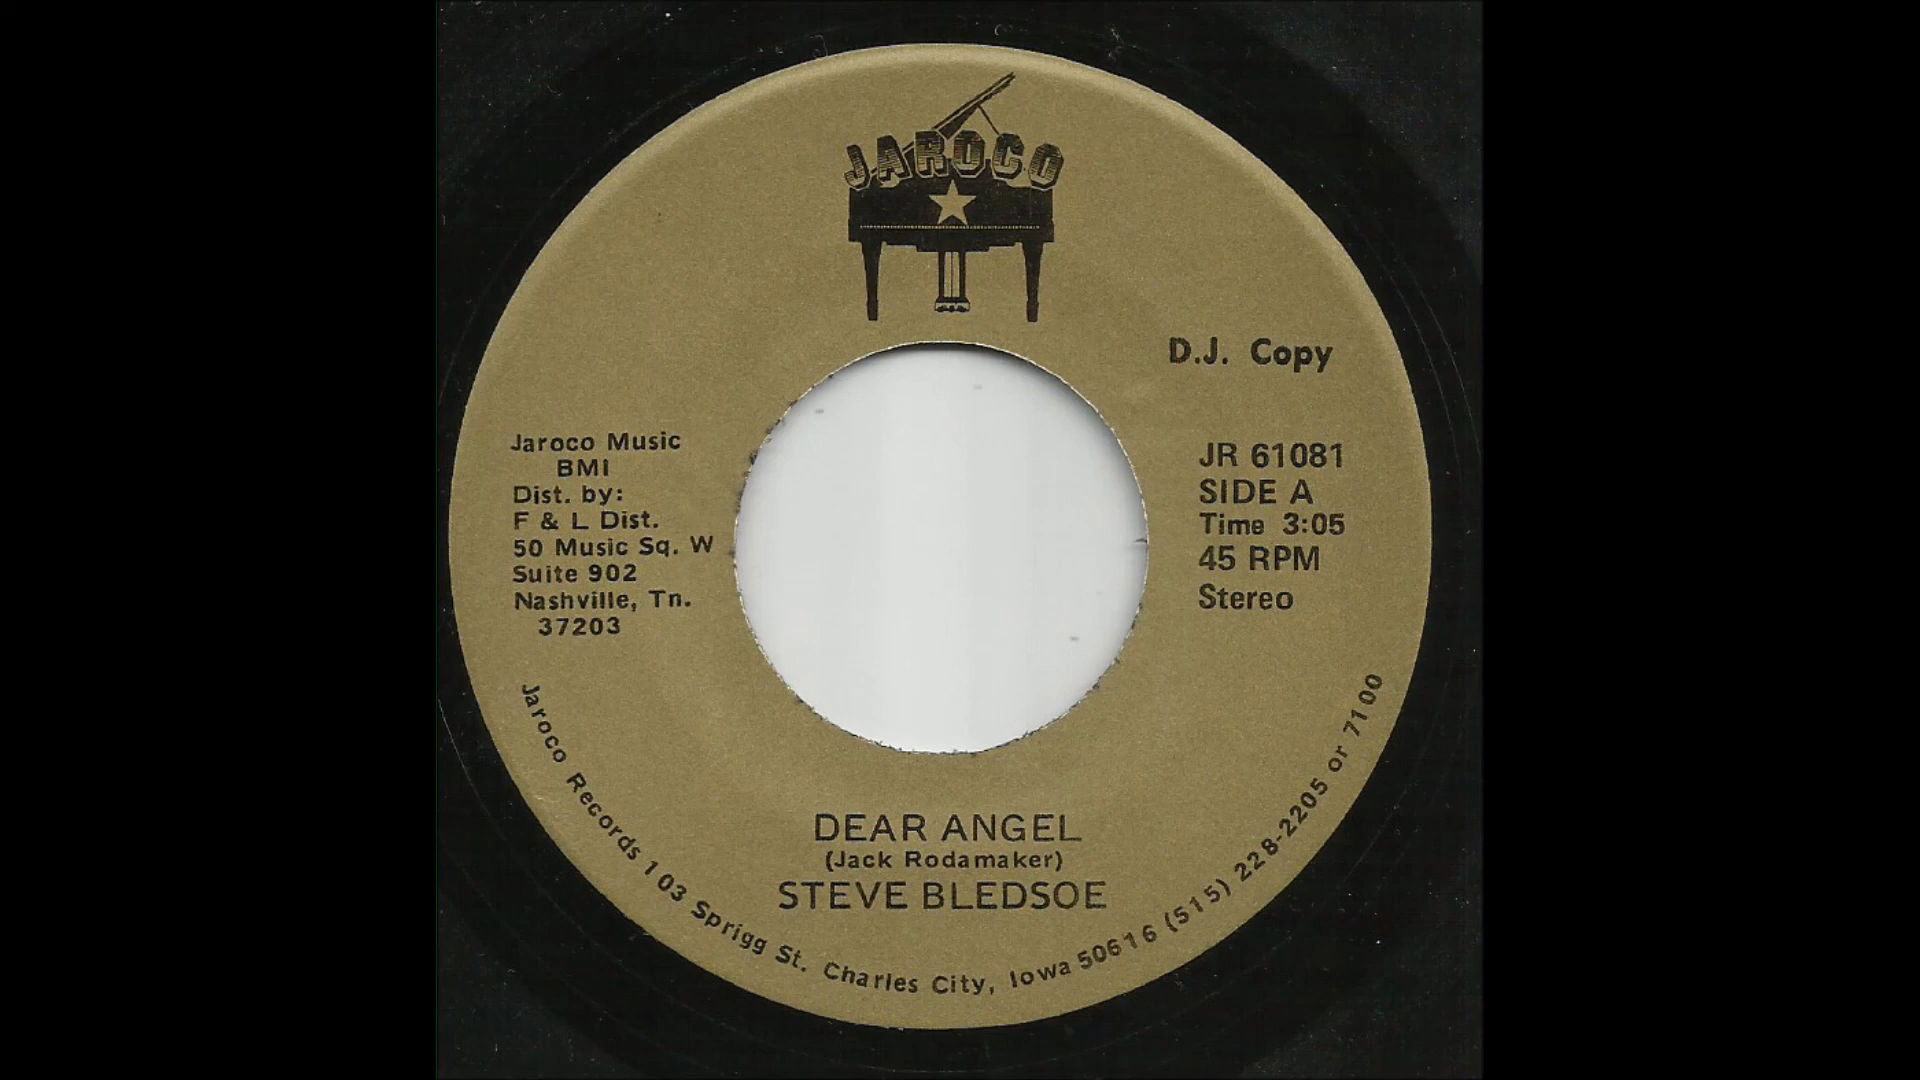 JAROCO
D.J. Copy
Jaroco Music
BMI
Dist. by:
F & L Dist.
50 Music Sq. W
Suite 902
Nashville, Tn.
37203
JR 61081
SIDE A
Time 3:05
45 RPM
Stereo
DEAR ANGEL
(Jack Rodamaker)
STEVE BLEDSOE
Jaroco Records 103 Sprigg St. Charles City, Iowa 50616 (515) 228-2205 or 7100